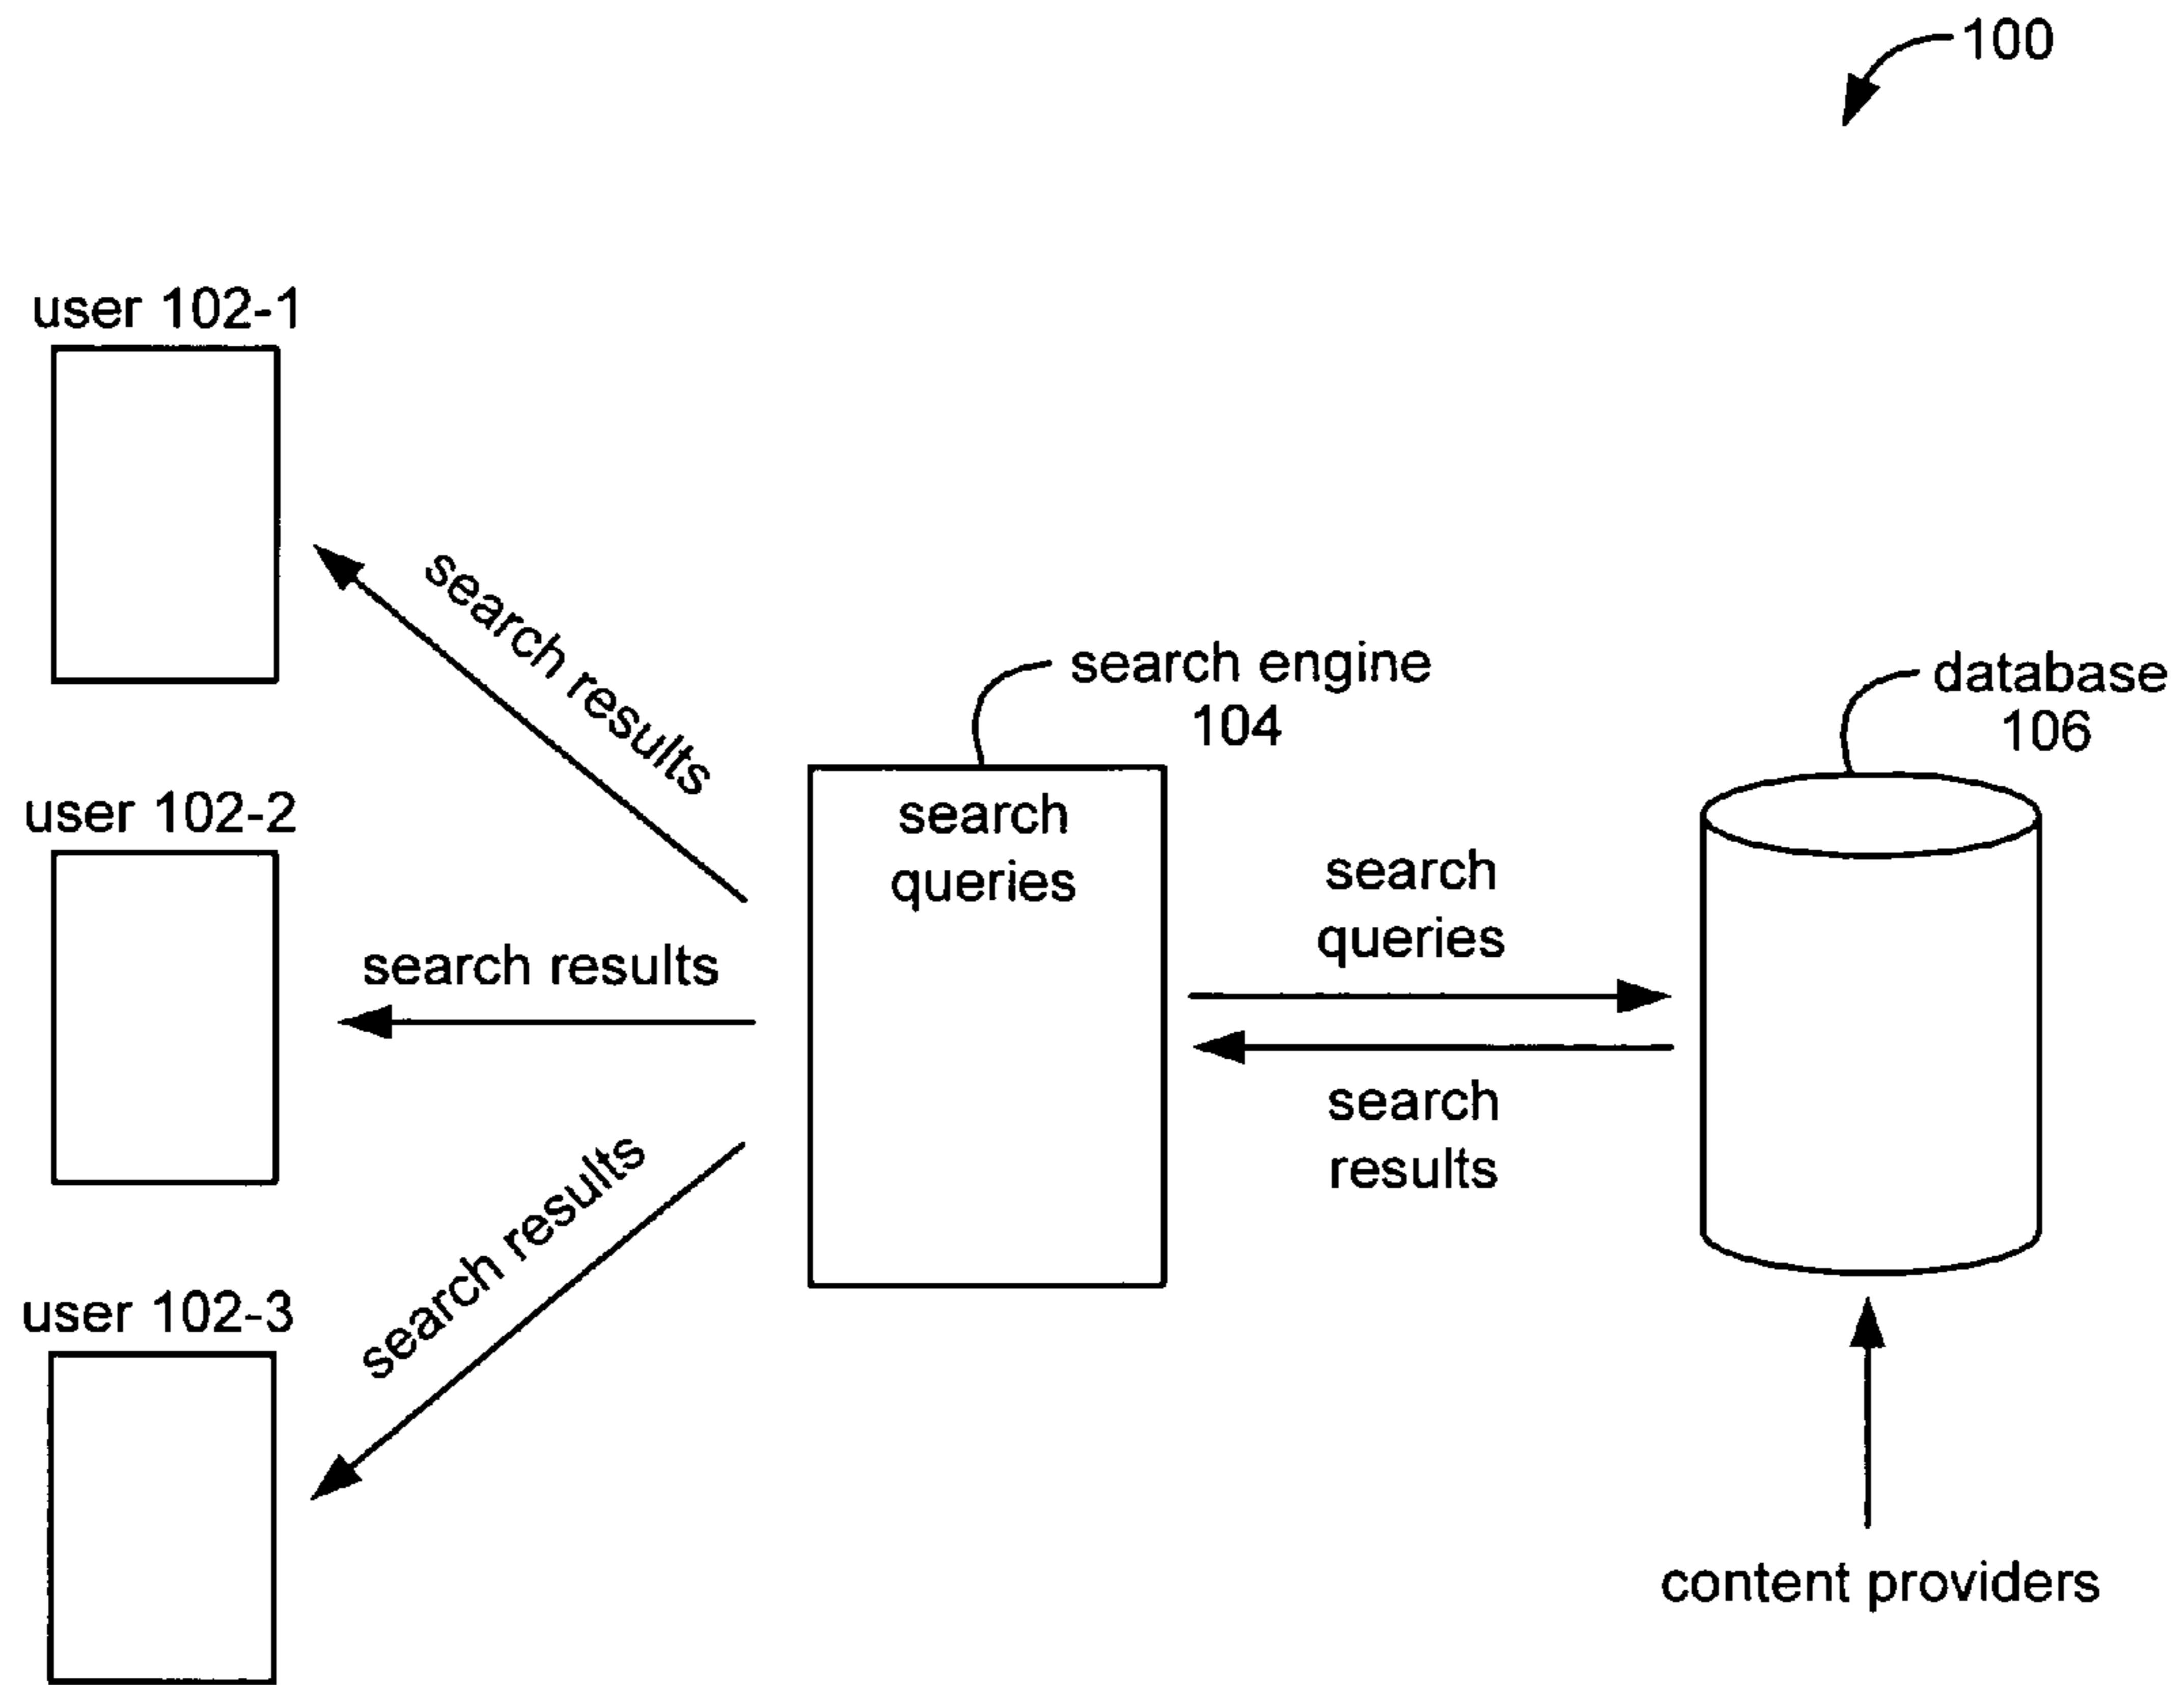 100
user 102-1
search results
search engine
104
database
106
user 102-2
search
queries
search
queries
search results
search
results
search results
user 102-3
content providers